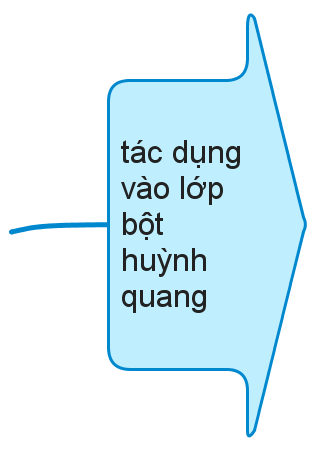 tác dụng
vào lớp
bột
huỳnh
quang